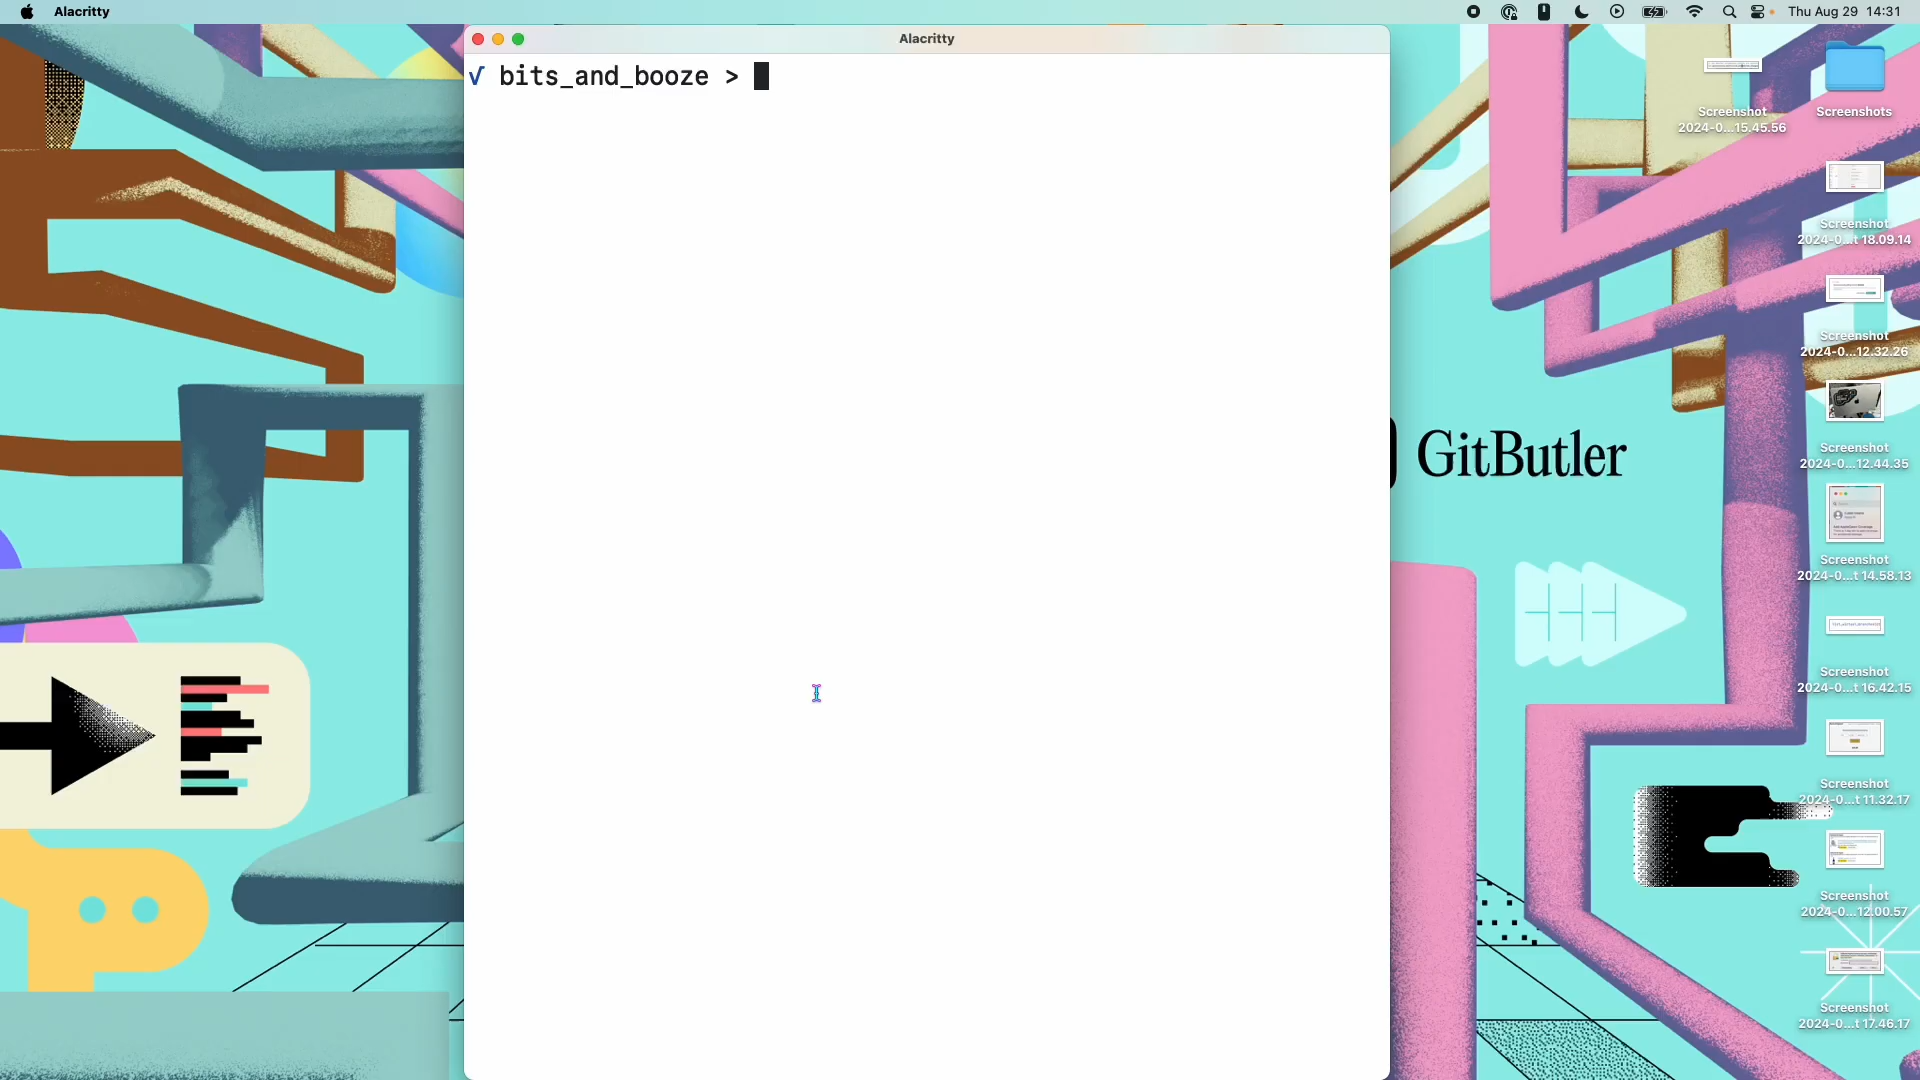 Alacritty
Thu Aug 29 14:31
Alacritty
√ bits_and_booze >
GitButler
Screenshot
2024-0...15.45.56
Screenshots
Screenshot
2024-0...t 18.09.14
Screenshot
2024-0...12.32.26
Screenshot
2024-0...12.44.35
Screenshot
2024-0...t 14.58.13
Screenshot
2024-0...t 16.42.15
Screenshot
2024-0...t 11.32.17
Screenshot
2024-0...12.00.57
Screenshot
2024-0...t 17.46.17